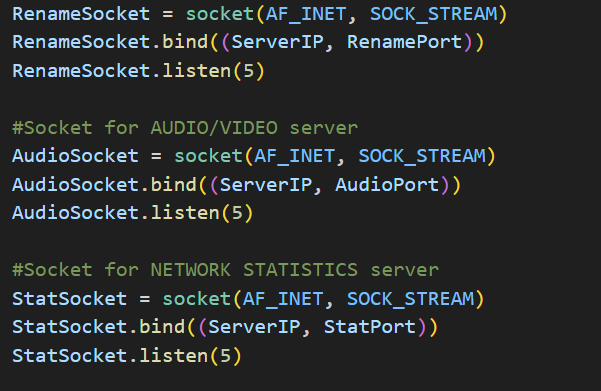 RenameSocket = socket(AF_INET, SOCK_STREAM)
RenameSocket.bind((ServerIP, RenamePort))
RenameSocket.listen(5)
#Socket for AUDIO/VIDEO server
AudioSocket = socket(AF_INET, SOCK_STREAM)
AudioSocket.bind((ServerIP, AudioPort))
AudioSocket.listen(5)
#Socket for NETWORK STATISTICS server
StatSocket = socket(AF_INET, SOCK_STREAM)
StatSocket.bind((ServerIP, StatPort))
StatSocket.listen(5)